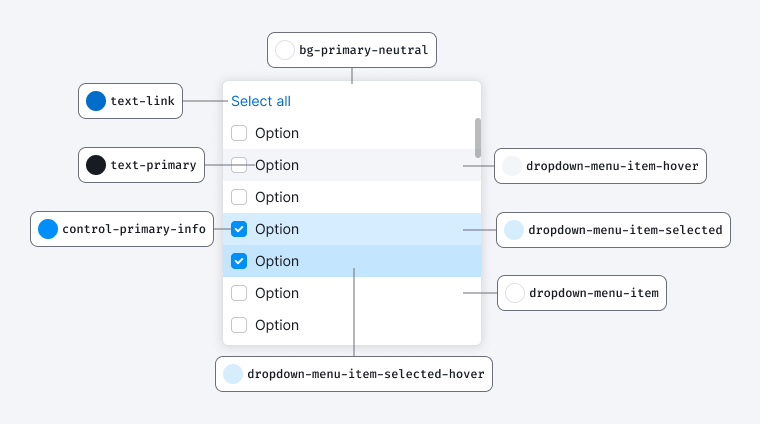 bg-primary-neutral
text-link
Select all
Option
text-primary
Option
dropdown-menu-item-hover
Option
control-primary-info
Option
dropdown-menu-item-selected
Option
Option
dropdown-menu-item
Option
dropdown-menu-item-selected-hover